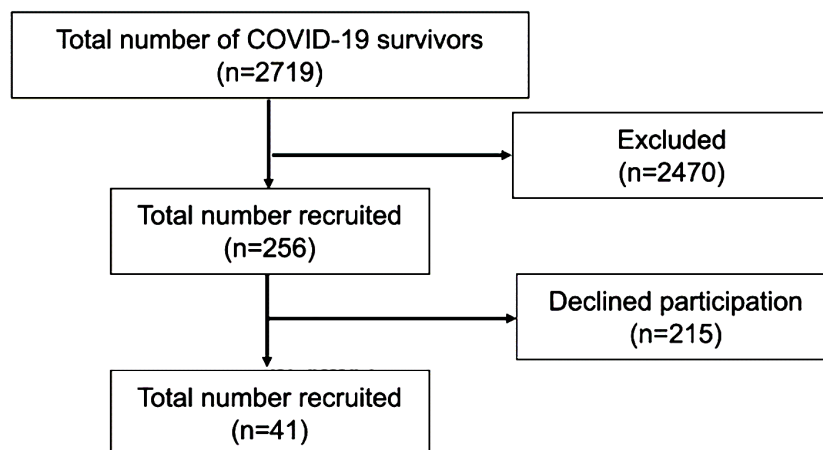 Total number of COVID-19 survivors
(n=2719)
Excluded
(n=2470)
Total number recruited
(n=256)
Declined participation
(n=215)
Total number recruited
(n=41)